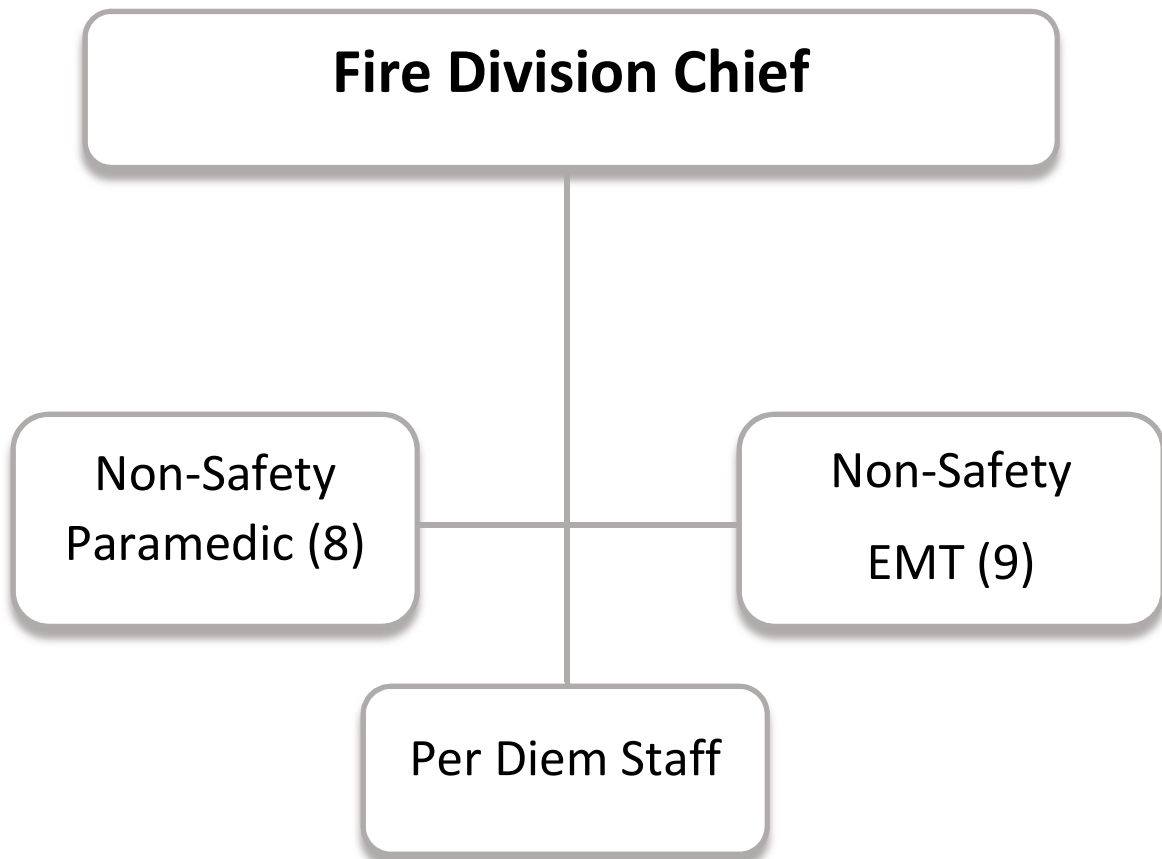 Fire Division Chief
Non-Safety
Paramedic (8)
Non-Safety
EMT (9)
Per Diem Staff